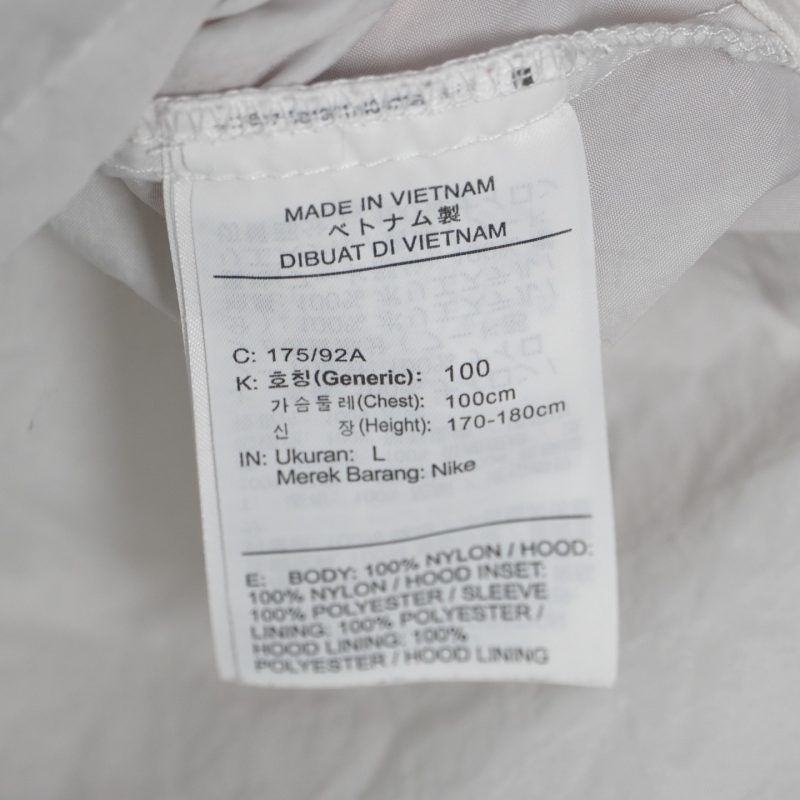 MADE IN VIETNAM
ベトナム製
DIBUAT DI VIETNAM
C: 175/92A
K: 호칭(Generic): 100
가슴둘레(Chest): 100cm
신 장(Height): 170-180cm
IN: Ukuran: L
Merek Barang: Nike
E: BODY: 100% NYLON / HOOD:
100% NYLON / HOOD INSET:
100% POLYESTER / SLEEVE
LINING: 100% POLYESTER /
HOOD LINING: 100%
POLYESTER / HOOD LINING